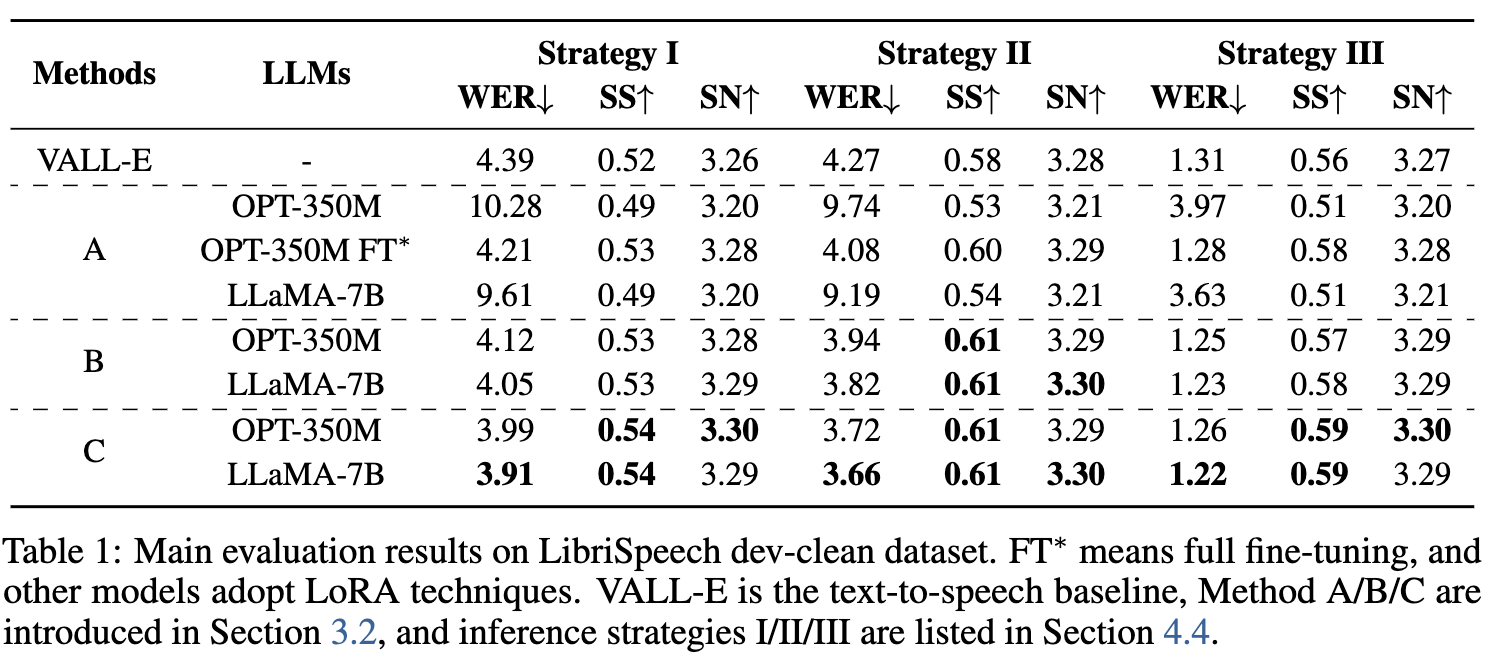 Methods LLMs Strategy I Strategy II Strategy III
WER↓ SS↑ SN↑ WER↓ SS↑ SN↑ WER↓ SS↑ SN↑
VALL-E - 4.39 0.52 3.26 4.27 0.58 3.28 1.31 0.56 3.27
A
OPT-350M 10.28 0.49 3.20 9.74 0.53 3.21 3.97 0.51 3.20
OPT-350M FT* 4.21 0.53 3.28 4.08 0.60 3.29 1.28 0.58 3.28
LLaMA-7B 9.61 0.49 3.20 9.19 0.54 3.21 3.63 0.51 3.21
B
OPT-350M 4.12 0.53 3.28 3.94 0.61 3.29 1.25 0.57 3.29
LLaMA-7B 4.05 0.53 3.29 3.82 0.61 3.30 1.23 0.58 3.29
C
OPT-350M 3.99 0.54 3.30 3.72 0.61 3.29 1.26 0.59 3.30
LLaMA-7B 3.91 0.54 3.29 3.66 0.61 3.30 1.22 0.59 3.29
Table 1: Main evaluation results on LibriSpeech dev-clean dataset. FT* means full fine-tuning, and
other models adopt LoRA techniques. VALL-E is the text-to-speech baseline, Method A/B/C are
introduced in Section 3.2, and inference strategies I/II/III are listed in Section 4.4.